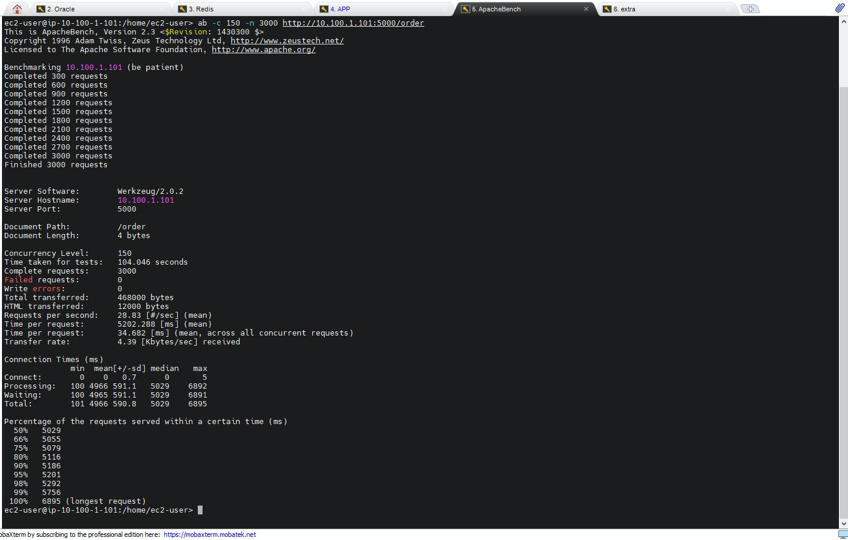 2. Oracle
3. Redis
4. APP
5. ApacheBench
6. extra
ec2-user@ip-10-100-1-101:/home/ec2-user> ab -c 150 -n 3000 http://10.100.1.101:5000/order
This is ApacheBench, Version 2.3 <$Revision: 1430300 $>
Copyright 1996 Adam Twiss, Zeus Technology Ltd, http://www.zeustech.net/
Licensed to The Apache Software Foundation, http://www.apache.org/
Benchmarking 10.100.1.101 (be patient)
Completed 300 requests
Completed 600 requests
Completed 900 requests
Completed 1200 requests
Completed 1500 requests
Completed 1800 requests
Completed 2100 requests
Completed 2400 requests
Completed 2700 requests
Completed 3000 requests
Finished 3000 requests
Server Software: Werkzeug/2.0.2
Server Hostname: 10.100.1.101
Server Port: 5000
Document Path: /order
Document Length: 4 bytes
Concurrency Level: 150
Time taken for tests: 104.046 seconds
Complete requests: 3000
Failed requests: 0
Write errors: 0
Total transferred: 468000 bytes
HTML transferred: 12000 bytes
Requests per second: 28.83 [#/sec] (mean)
Time per request: 5202.288 [ms] (mean)
Time per request: 34.682 [ms] (mean, across all concurrent requests)
Transfer rate: 4.39 [Kbytes/sec] received
Connection Times (ms)
min mean[+/-sd] median max
Connect: 0 0 0.7 0 5
Processing: 100 4966 591.1 5029 6892
Waiting: 100 4965 591.1 5029 6891
Total: 101 4966 590.8 5029 6895
Percentage of the requests served within a certain time (ms)
50% 5029
66% 5055
75% 5079
80% 5116
90% 5186
95% 5201
98% 5292
99% 5756
100% 6895 (longest request)
ec2-user@ip-10-100-1-101:/home/ec2-user>
obaXterm by subscribing to the professional edition here: https://mobaxterm.mobatek.net